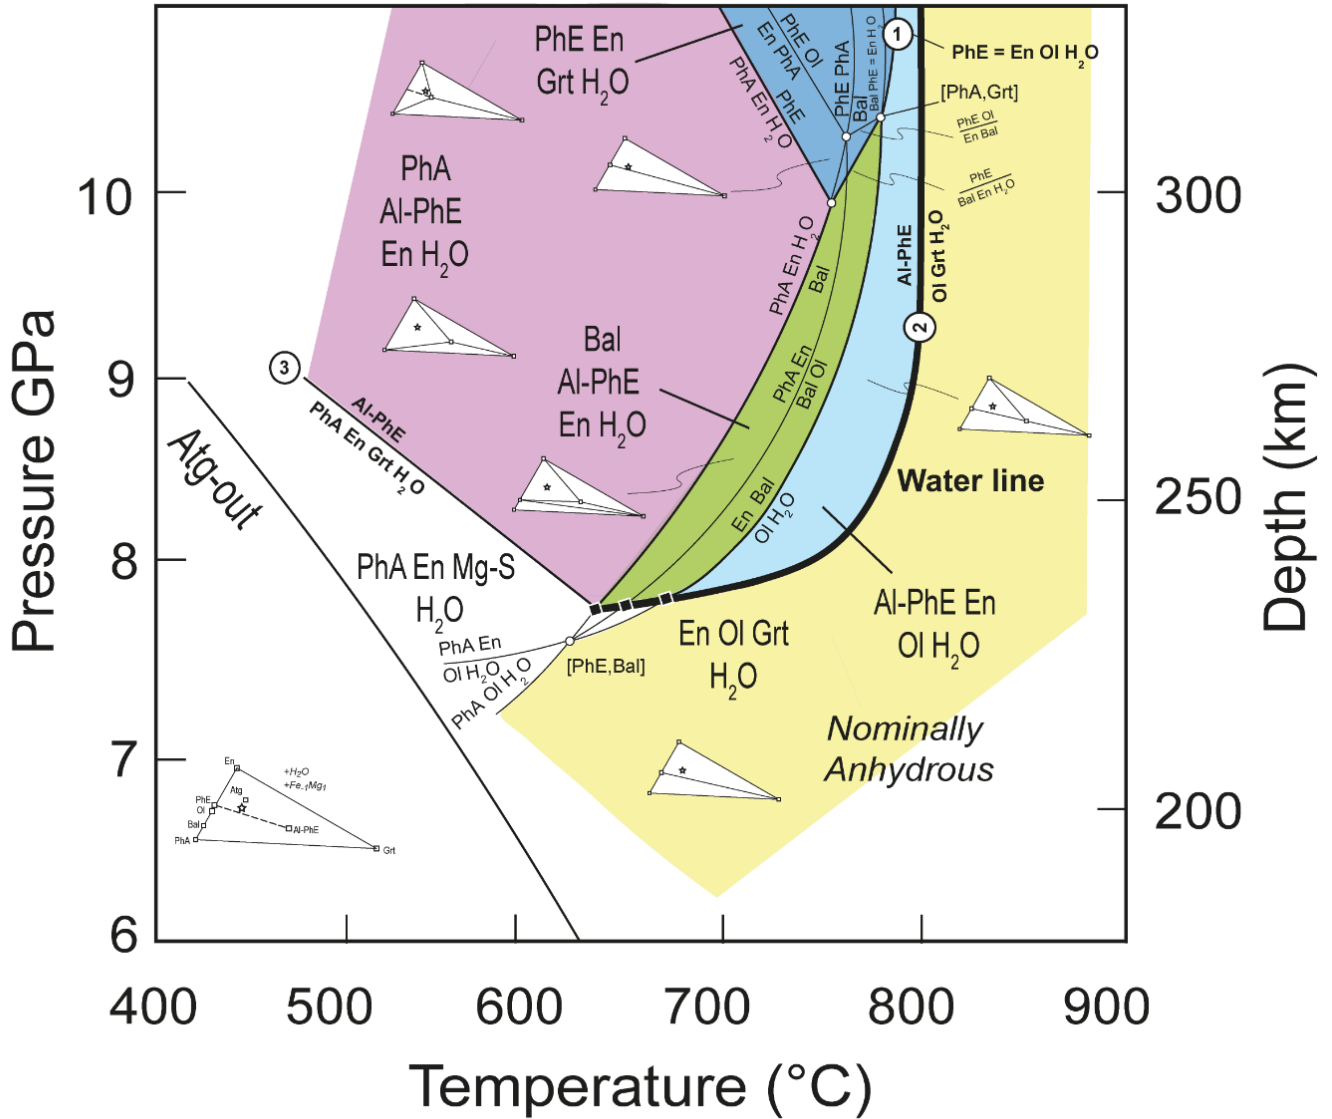 Pressure GPa
10
9
8
7
6
PhE En
Grt H2O
PhE Ol
En PhA
PhE PhA
Bal
Bal PhE = En H2O
1
PhE = En Ol H2O
PhE
PhA En H2O
[PhA,Grt]
PhE Ol
En Bal
PhE
Bal En H2O
PhA
Al-PhE
En H2O
Al-PhE
Ol Grt H2O
2
PhA En H2O
Bal
Bal
Al-PhE
En H2O
PhA En
Bal Ol
3
Al-PhE
PhA En Grt H2O
Atg-out
En Bal
Ol H2O
Water line
PhA En Mg-S
H2O
Al-PhE En
Ol H2O
En Ol Grt
H2O
PhA En
Ol H2O
PhA Ol H2O
[PhE,Bal]
Nominally
Anhydrous
En
+H2O
+Fe-1Mg1
Atg
PhE
Ol
Bal
PhA
Al-PhE
Grt
300
250
200
Depth (km)
400 500 600 700 800 900
Temperature (°C)